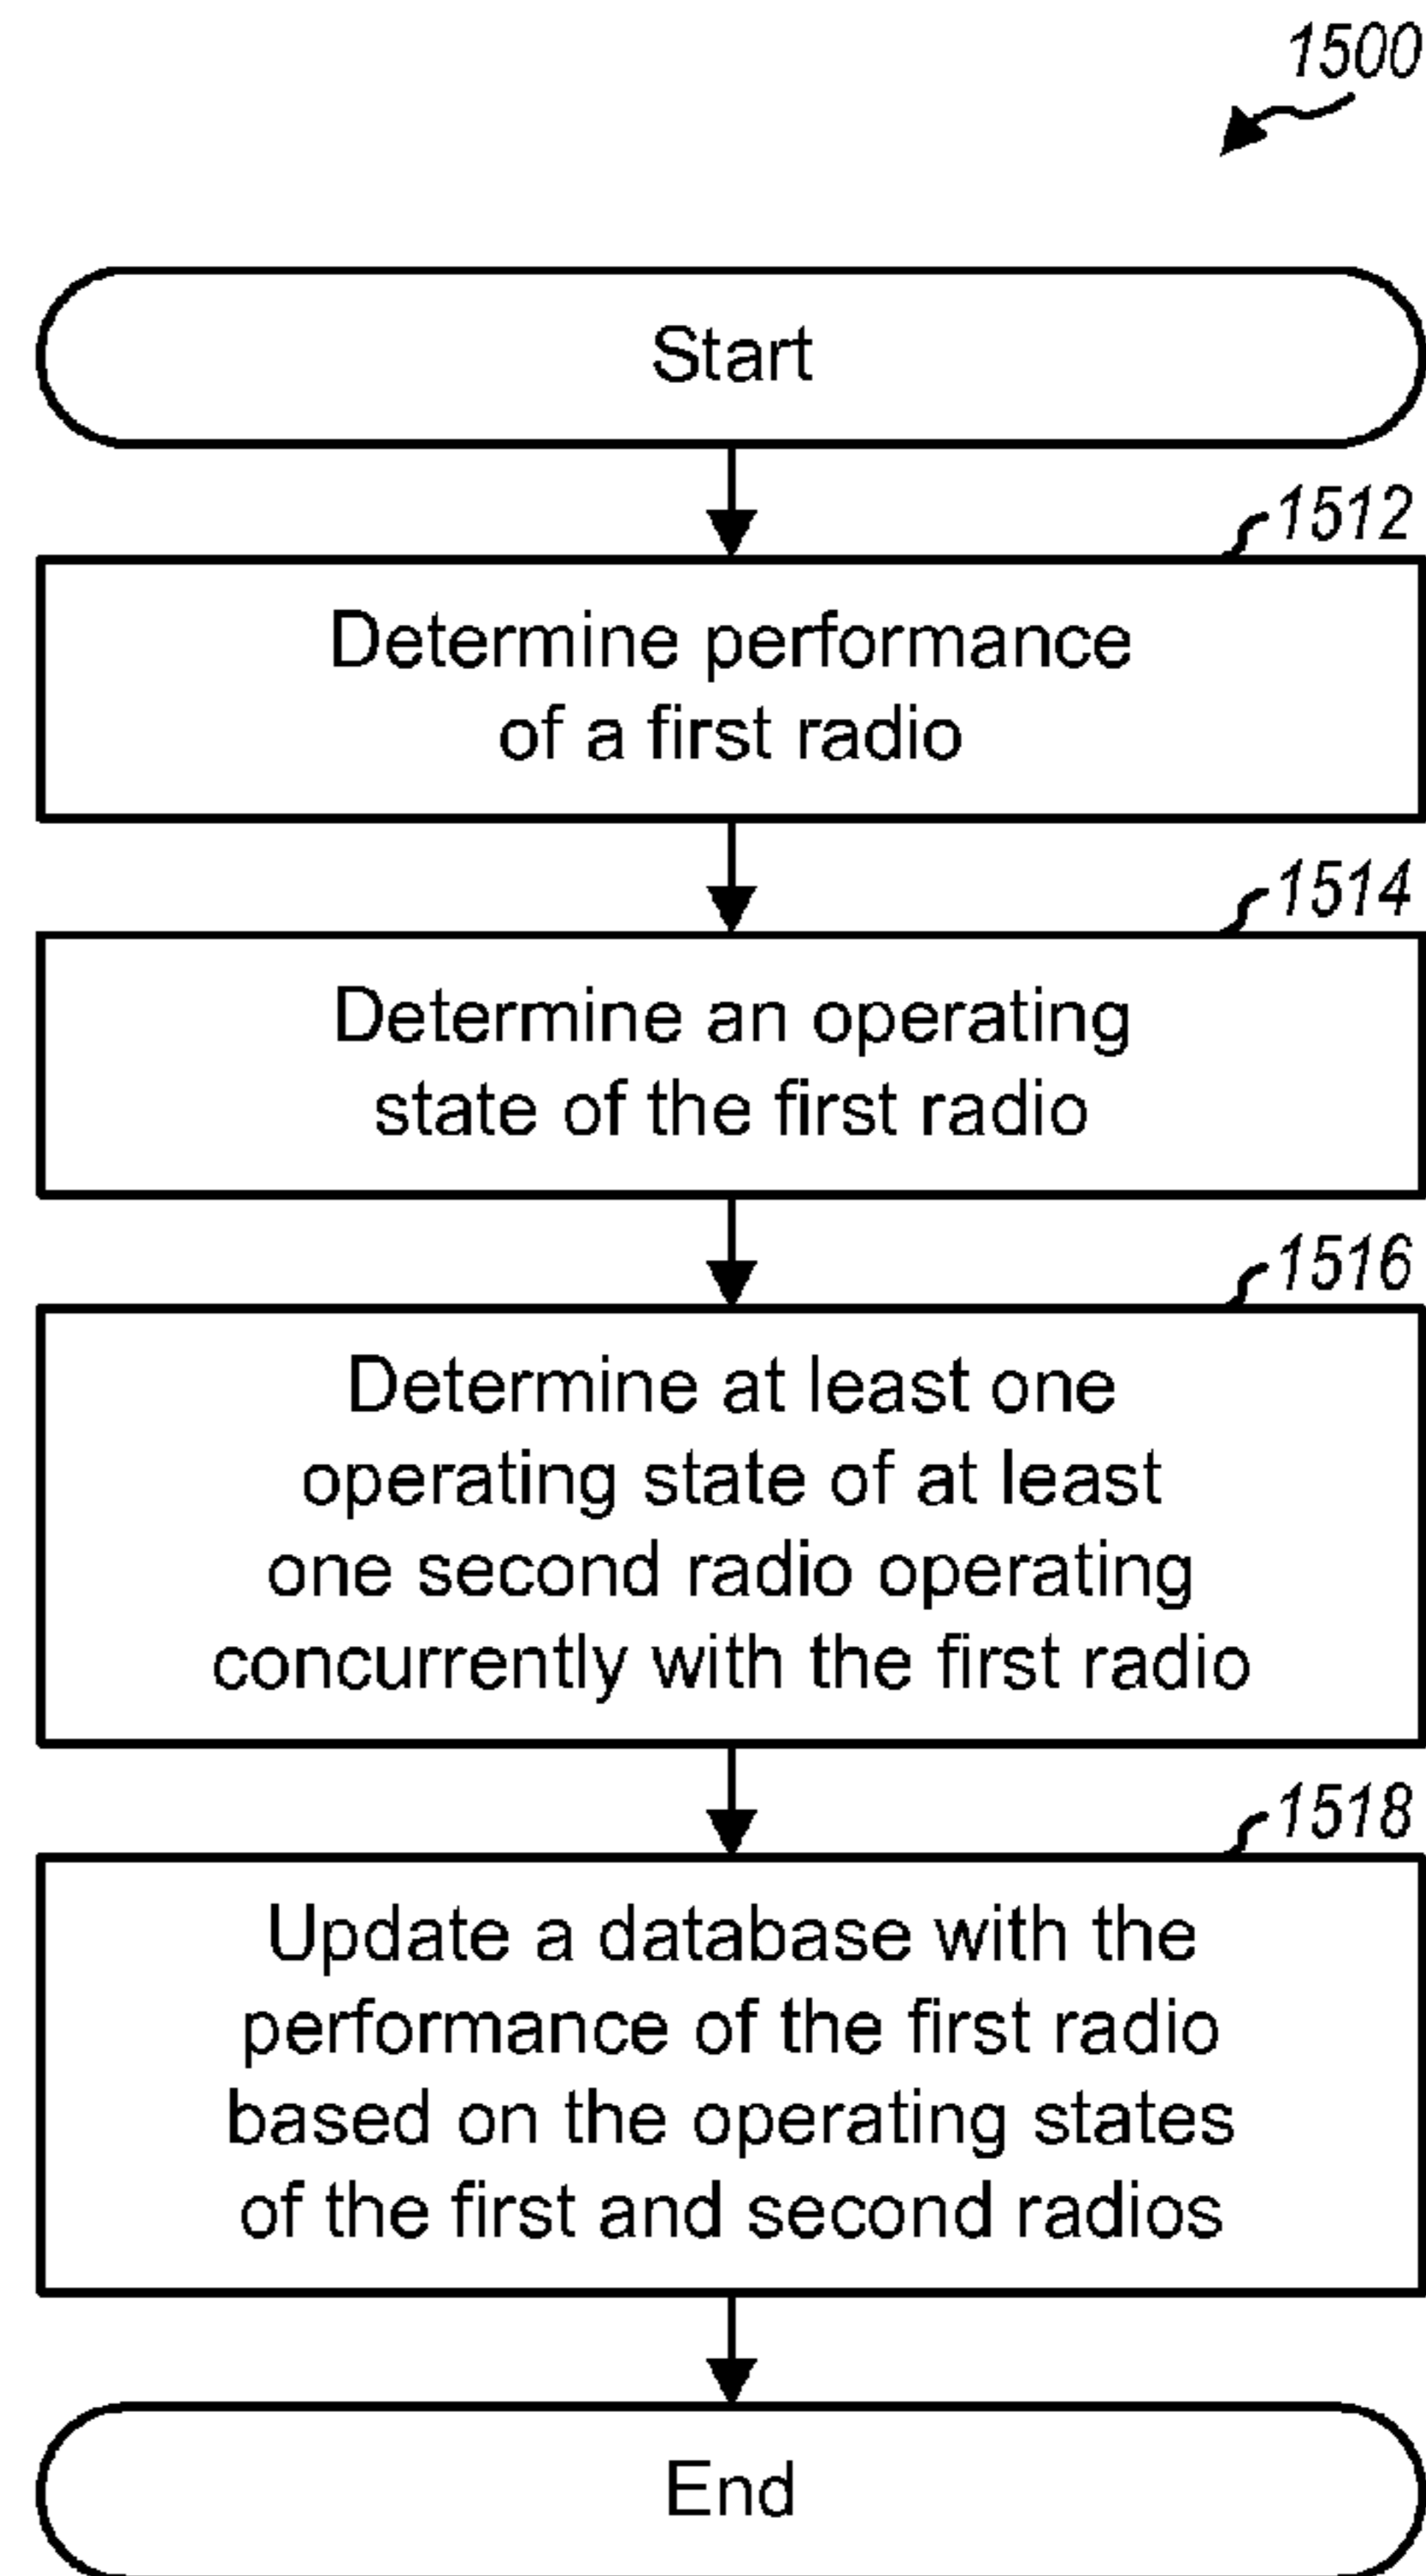 1500
Start
1512
Determine performance
of a first radio
1514
Determine an operating
state of the first radio
1516
Determine at least one
operating state of at least
one second radio operating
concurrently with the first radio
1518
Update a database with the
performance of the first radio
based on the operating states
of the first and second radios
End